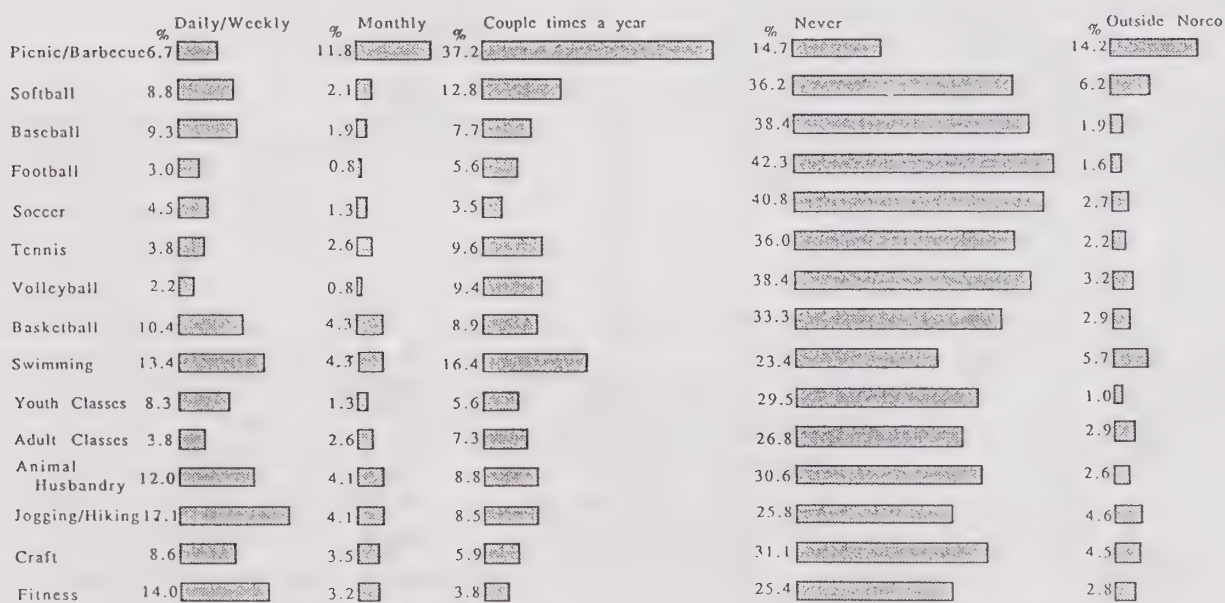 Daily/Weekly Monthly Couple times a year Never Outside Norco
% % % % %
Picnic/Barbecue 6.7 11.8 37.2 14.7 14.2
Softball 8.8 2.1 12.8 36.2 6.2
Baseball 9.3 1.9 7.7 38.4 1.9
Football 3.0 0.8 5.6 42.3 1.6
Soccer 4.5 1.3 3.5 40.8 2.7
Tennis 3.8 2.6 9.6 36.0 2.2
Volleyball 2.2 0.8 9.4 38.4 3.2
Basketball 10.4 4.3 8.9 33.3 2.9
Swimming 13.4 4.3 16.4 23.4 5.7
Youth Classes 8.3 1.3 5.6 29.5 1.0
Adult Classes 3.8 2.6 7.3 26.8 2.9
Animal
Husbandry 12.0 4.1 8.8 30.6 2.6
Jogging/Hiking 17.1 4.1 8.5 25.8 4.6
Craft 8.6 3.5 5.9 31.1 4.5
Fitness 14.0 3.2 3.8 25.4 2.8